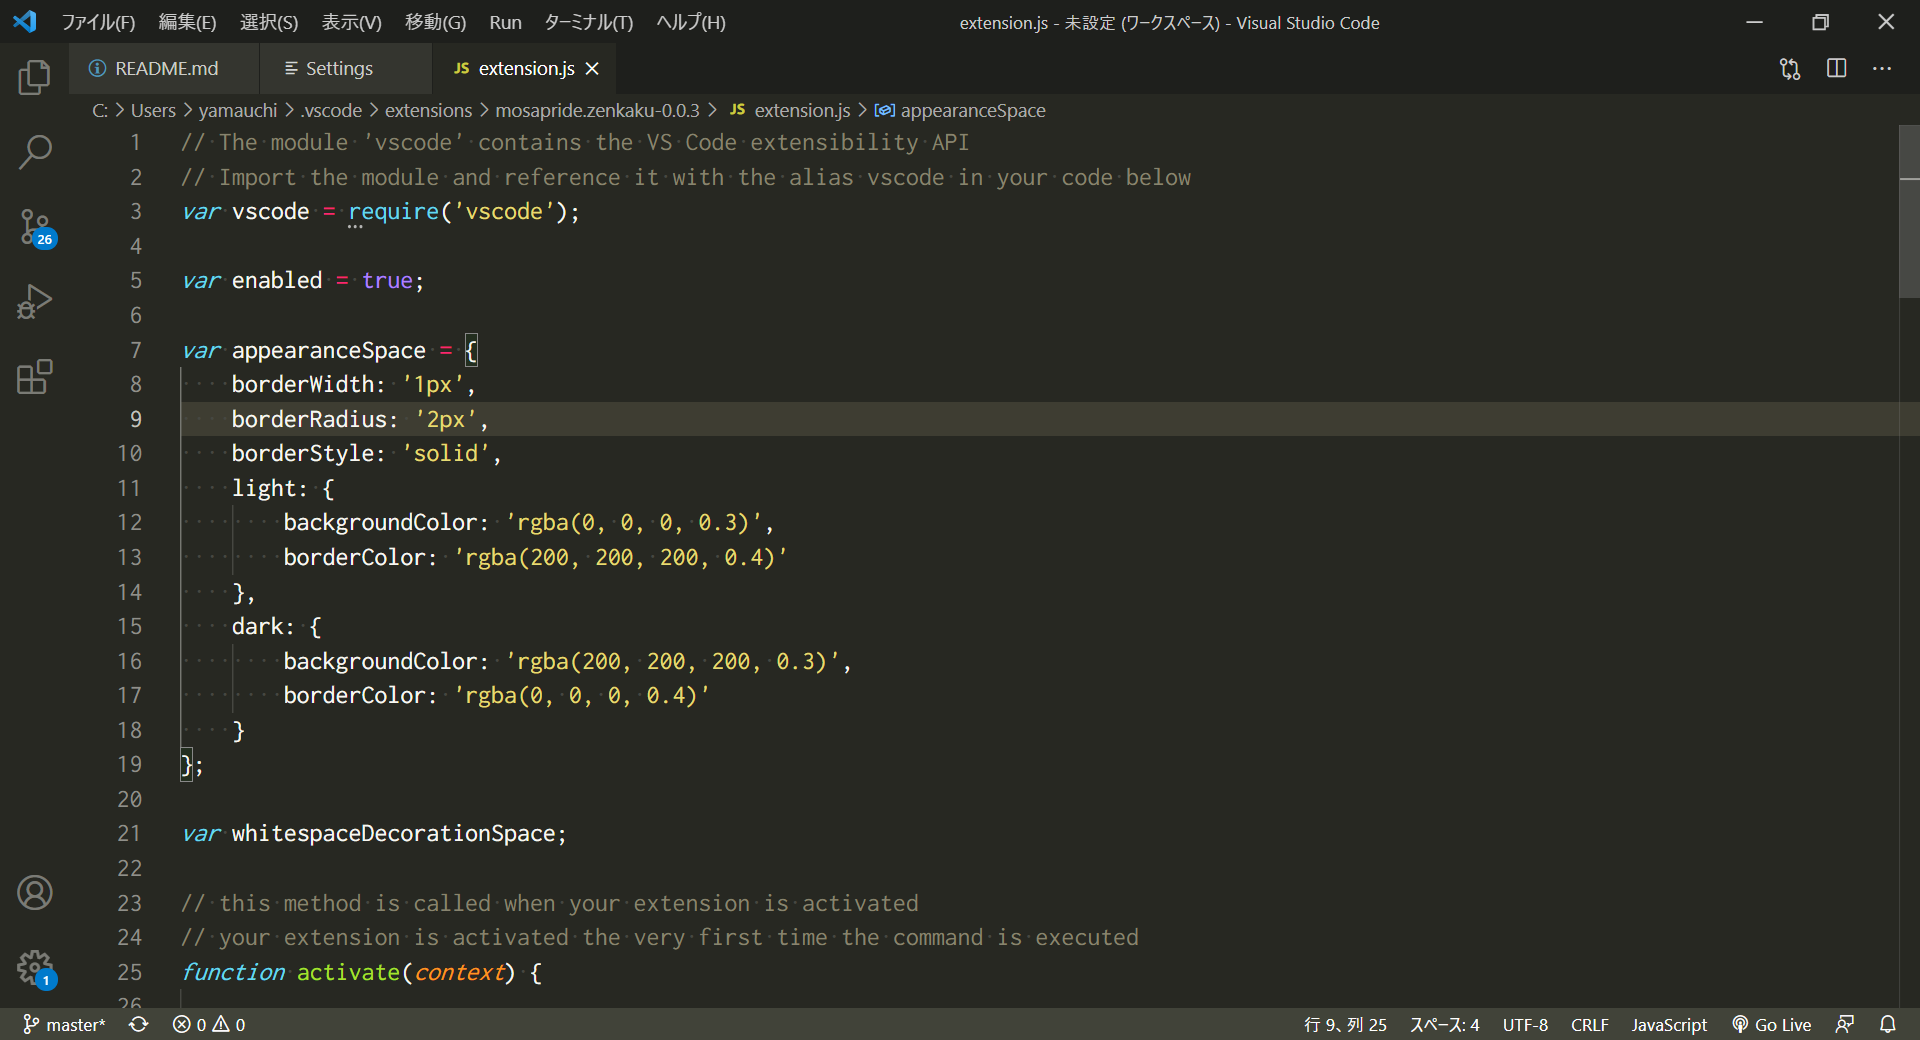 ファイル(F) 編集(E) 選択(S) 表示(V) 移動(G) Run ターミナル(T) ヘルプ(H) extension.js - 未設定 (ワークスペース) - Visual Studio Code
README.md Settings JS extension.js
C: > Users > yamauchi > .vscode > extensions > mosapride.zenkaku-0.0.3 > JS extension.js > appearanceSpace
1 // The module 'vscode' contains the VS Code extensibility API
2 // Import the module and reference it with the alias vscode in your code below
3 var vscode = require('vscode');
4
5 var enabled = true;
6
7 var appearanceSpace = {
8     borderWidth: '1px',
9     borderRadius: '2px',
10     borderStyle: 'solid',
11     light: {
12         backgroundColor: 'rgba(0, 0, 0, 0.3)',
13         borderColor: 'rgba(200, 200, 200, 0.4)'
14     },
15     dark: {
16         backgroundColor: 'rgba(200, 200, 200, 0.3)',
17         borderColor: 'rgba(0, 0, 0, 0.4)'
18     }
19 };
20
21 var whitespaceDecorationSpace;
22
23 // this method is called when your extension is activated
24 // your extension is activated the very first time the command is executed
25 function activate(context) {
26
26
1
master* 0 0 行 9、列 25 スペース: 4 UTF-8 CRLF JavaScript Go Live